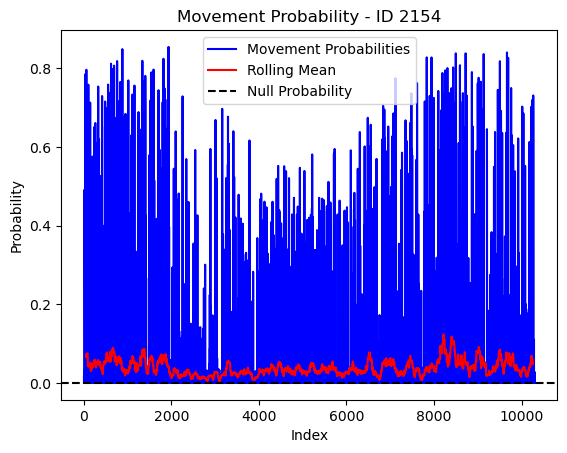 Movement Probability - ID 2154
Movement Probabilities
Rolling Mean
Null Probability
Probability
0.8
0.6
0.4
0.2
0.0
0 2000 4000 6000 8000 10000
Index